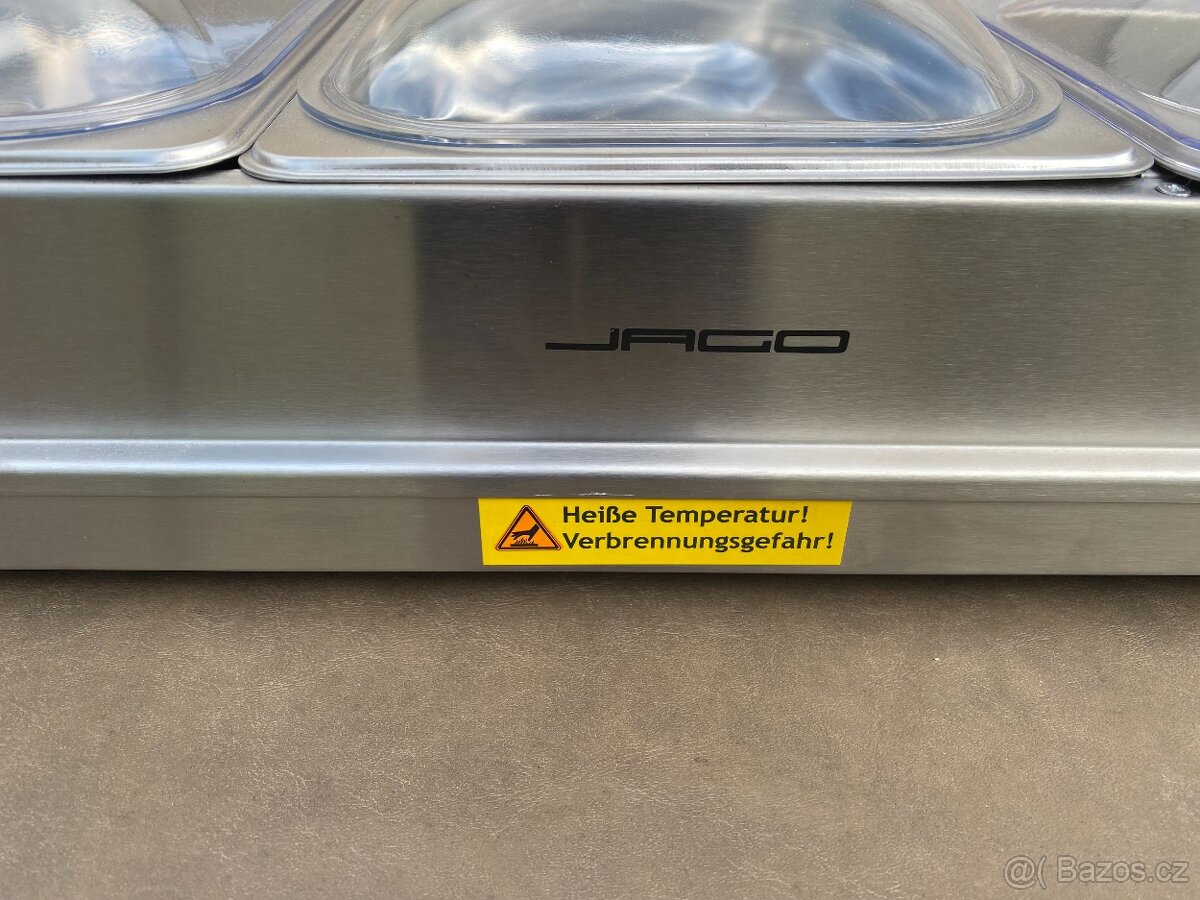 JAGO
Heiße Temperatur!
Verbrennungsgefahr!
@( Bazos.cz